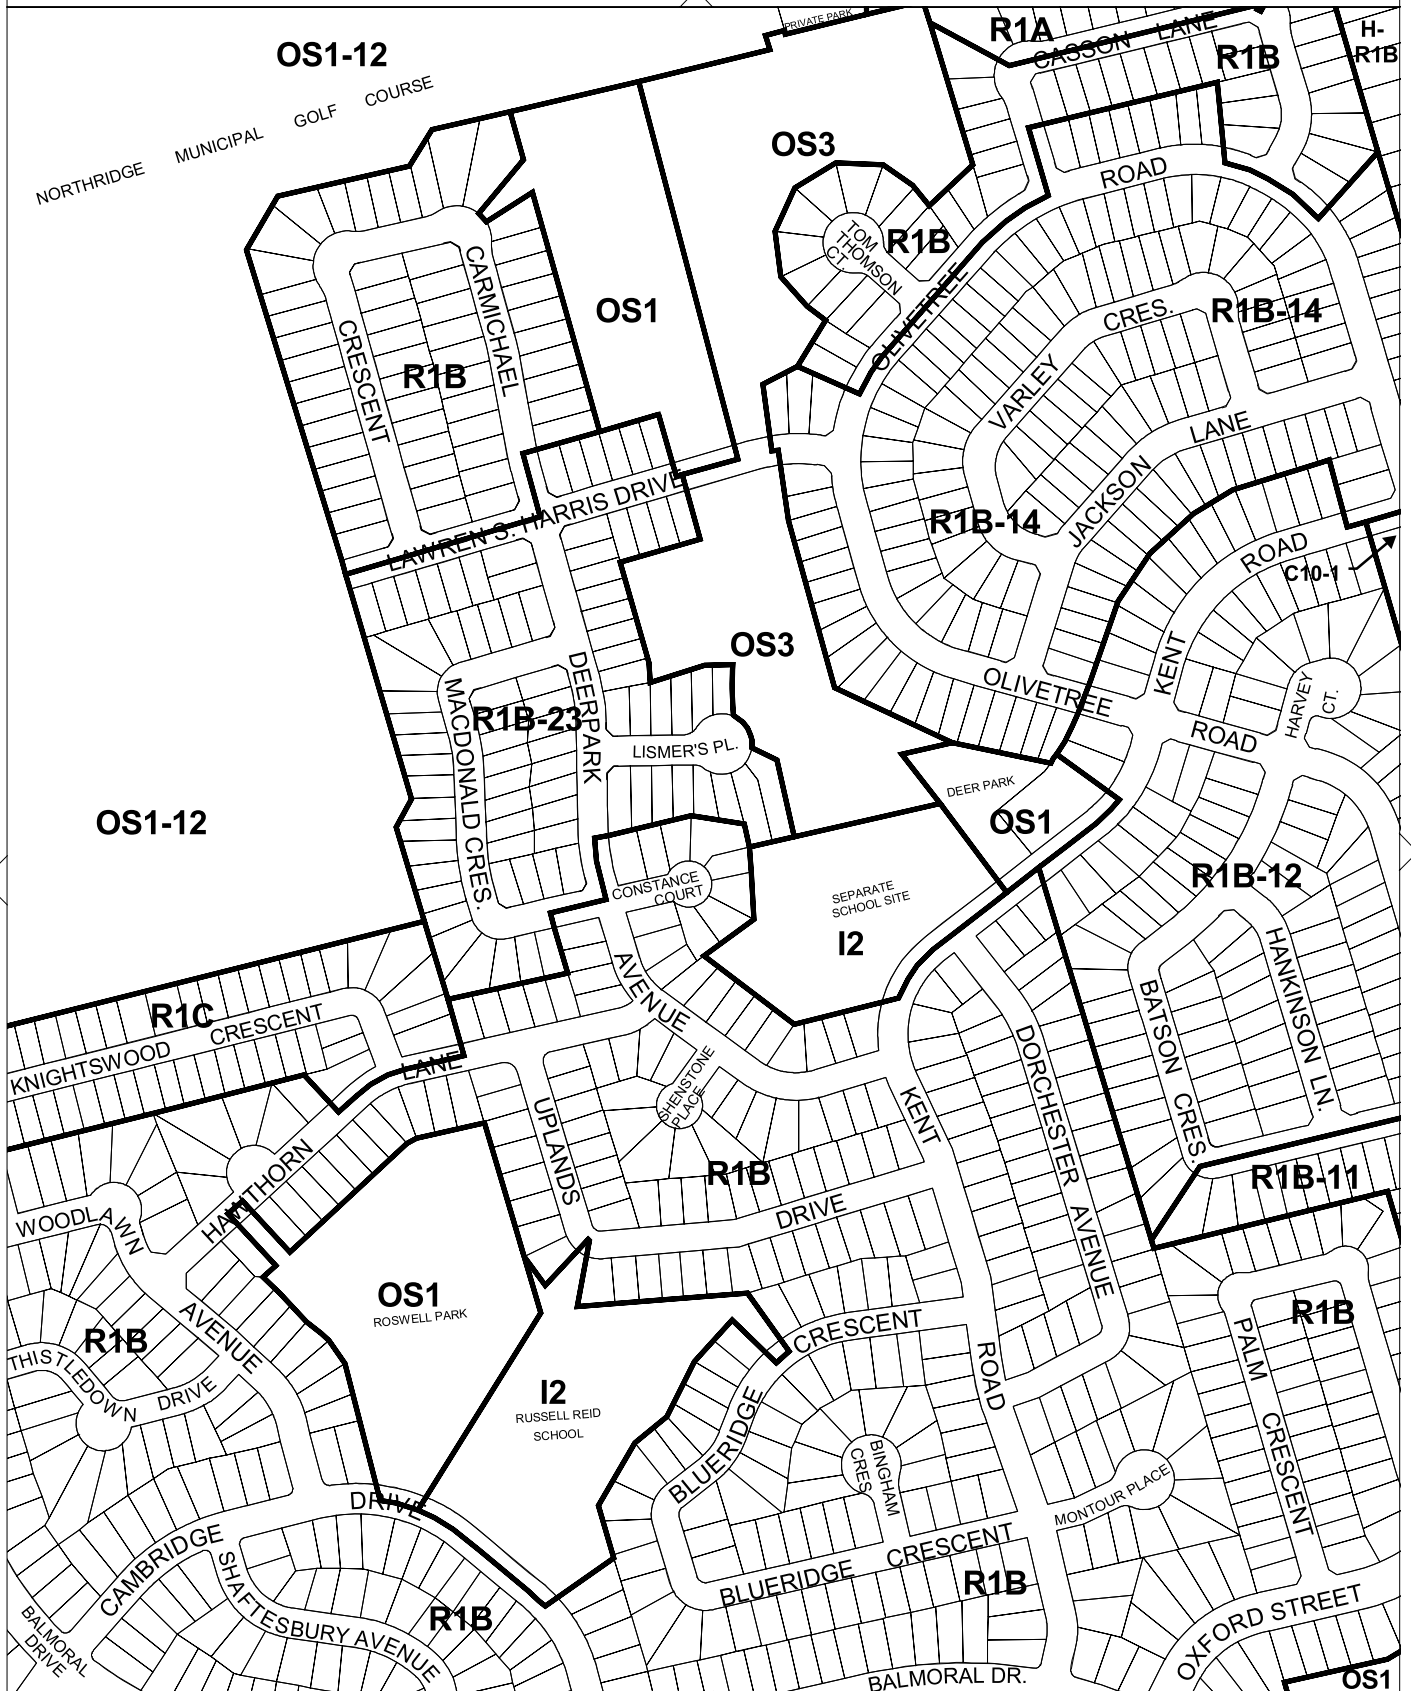 PRIVATE PARK
R1A
H-
R1B
OS1-12
CASSON LANE
R1B
NORTHRIDGE MUNICIPAL GOLF COURSE
OS3
ROAD
TOM
THOMSON
CT.
R1B
OLIVETREE
CARMICHAEL
OS1
CRES.
R1B-14
CRESCENT
R1B
VARLEY
LANE
JACKSON
R1B-14
LAWREN S. HARRIS DRIVE
ROAD
C10-1
OS3
KENT
DEERPARK
OLIVETREE
HARVEY
CT.
MACDONALD CRES.
R1B-23
LISMER'S PL.
ROAD
DEER PARK
OS1
OS1-12
R1B-12
CONSTANCE
COURT
SEPARATE
SCHOOL SITE
I2
AVENUE
HANKINSON LN.
BATSON CRES.
R1C
KNIGHTSWOOD CRESCENT
LANE
DORCHESTER AVENUE
SHENSTONE
PLACE
KENT
UPLANDS
HAWTHORN
R1B
R1B-11
WOODLAWN
DRIVE
OS1
ROSWELL PARK
AVENUE
R1B
R1B
CRESCENT
PALM CRESCENT
THISTLEDOWN DRIVE
ROAD
I2
RUSSELL REID
SCHOOL
BLUERIDGE
BINGHAM
CRES
MONTOUR PLACE
DRIVE
CAMBRIDGE
BLUERIDGE CRESCENT
R1B
SHAFTESBURY AVENUE
R1B
BALMORAL
DRIVE
OXFORD STREET
BALMORAL DR.
OS1